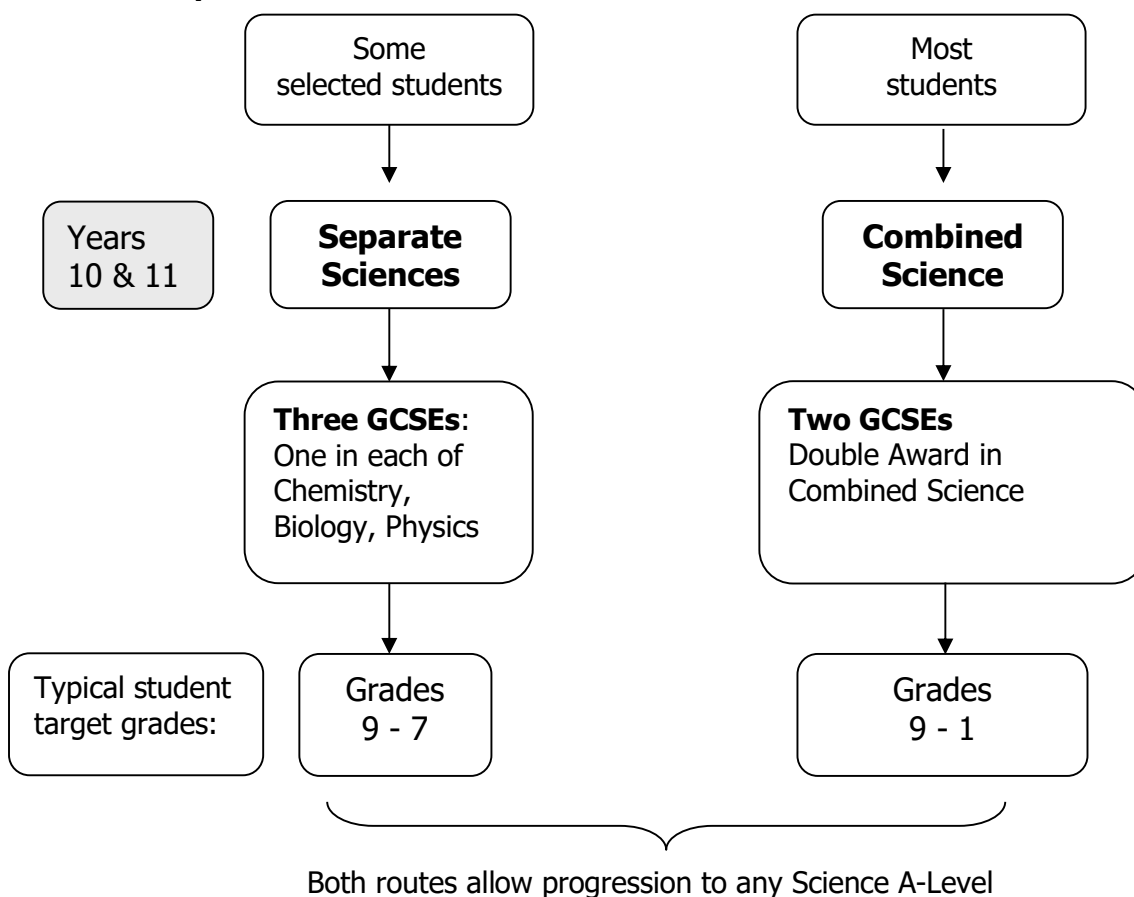 Some
selected students
Most
students
Years
10 & 11
Separate
Sciences
Combined
Science
Three GCSEs:
One in each of
Chemistry,
Biology, Physics
Two GCSEs
Double Award in
Combined Science
Typical student
target grades:
Grades
9 - 7
Grades
9 - 1
Both routes allow progression to any Science A-Level